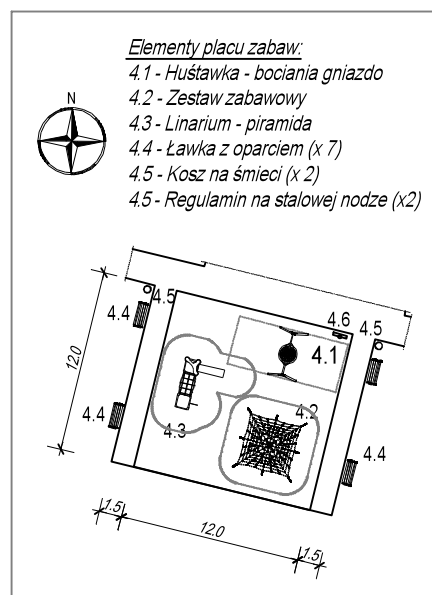 Elementy placu zabaw:
4.1 - Huśtawka - bociania gniazdo
4.2 - Zestaw zabawowy
4.3 - Linarium - piramida
4.4 - Ławka z oparciem (x 7)
4.5 - Kosz na śmieci (x 2)
4.5 - Regulamin na stalowej nodze (x2)
N
4.5
4.4
4.6
4.5
4.1
12.0
4.4
4.3
4.2
4.4
1.5
12.0
1.5